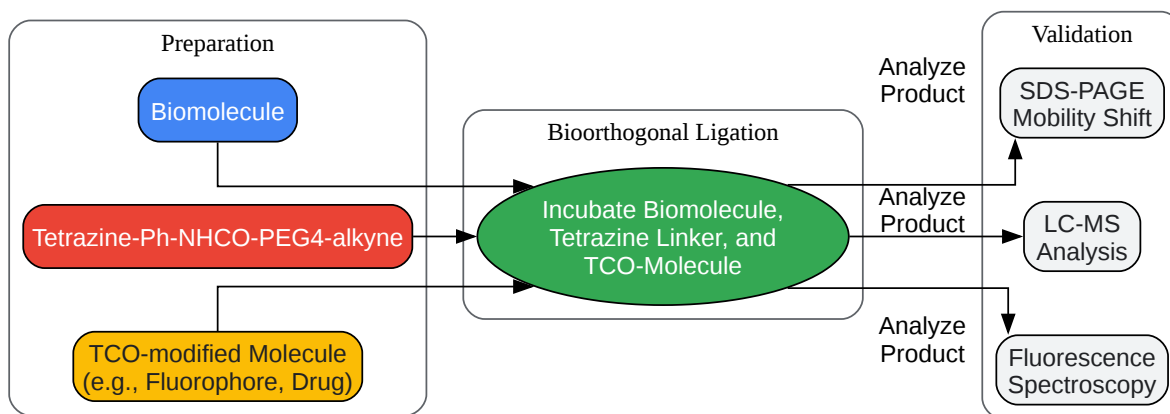 Preparation
Biomolecule
Tetrazine-Ph-NHCO-PEG4-alkyne
TCO-modified Molecule
(e.g., Fluorophore, Drug)
Bioorthogonal Ligation
Incubate Biomolecule,
Tetrazine Linker, and
TCO-Molecule
Analyze
Product
Analyze
Product
Analyze
Product
Validation
SDS-PAGE
Mobility Shift
LC-MS
Analysis
Fluorescence
Spectroscopy